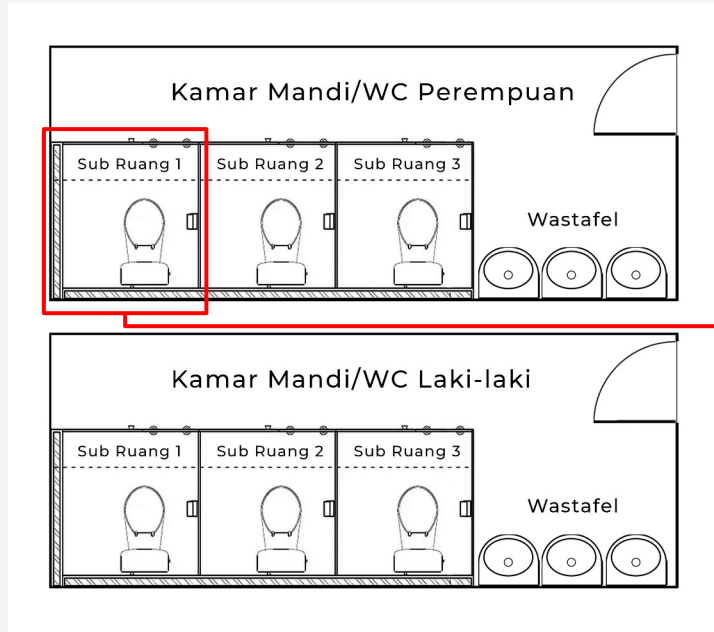 Kamar Mandi/WC Perempuan
Sub Ruang 1
Sub Ruang 2
Sub Ruang 3
Wastafel
Kamar Mandi/WC Laki-laki
Sub Ruang 1
Sub Ruang 2
Sub Ruang 3
Wastafel